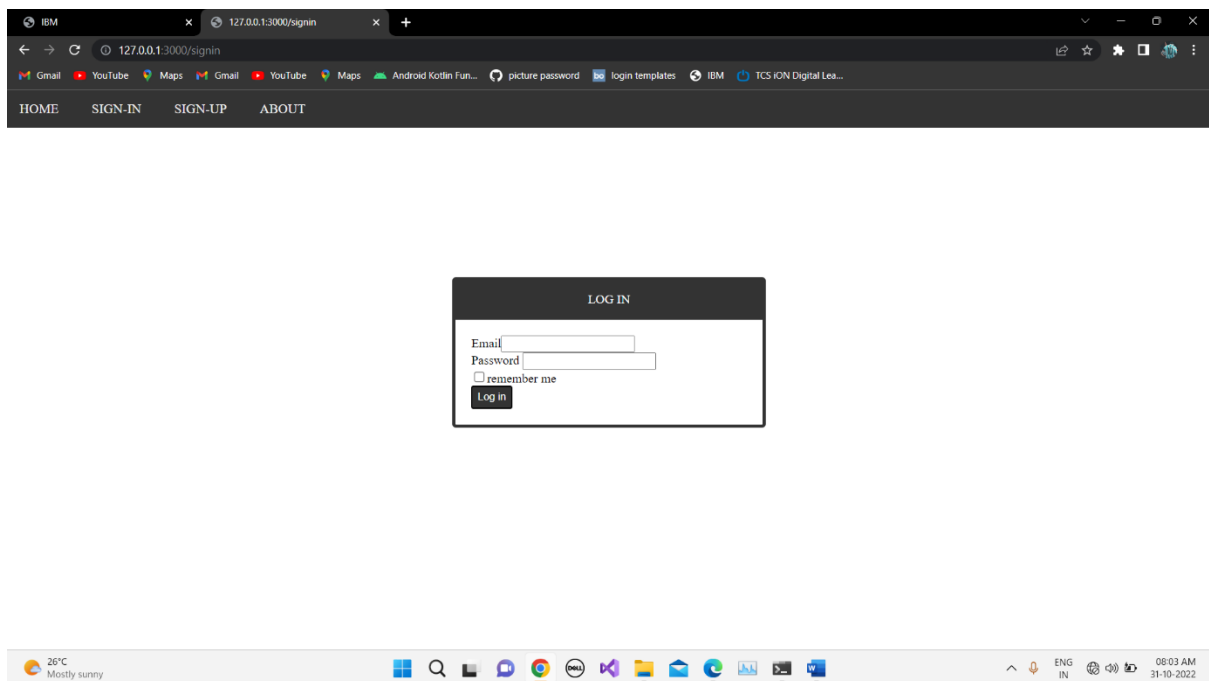 IBM 127.0.0.1:3000/signin
127.0.0.1:3000/signin
Gmail YouTube Maps Gmail YouTube Maps Android Kotlin Fun... picture password bo login templates IBM TCS iON Digital Lea...
HOME SIGN-IN SIGN-UP ABOUT
LOG IN
Email
Password
remember me
Log in
26°C
Mostly sunny
DELL
W
ENG
IN
08:03 AM
31-10-2022